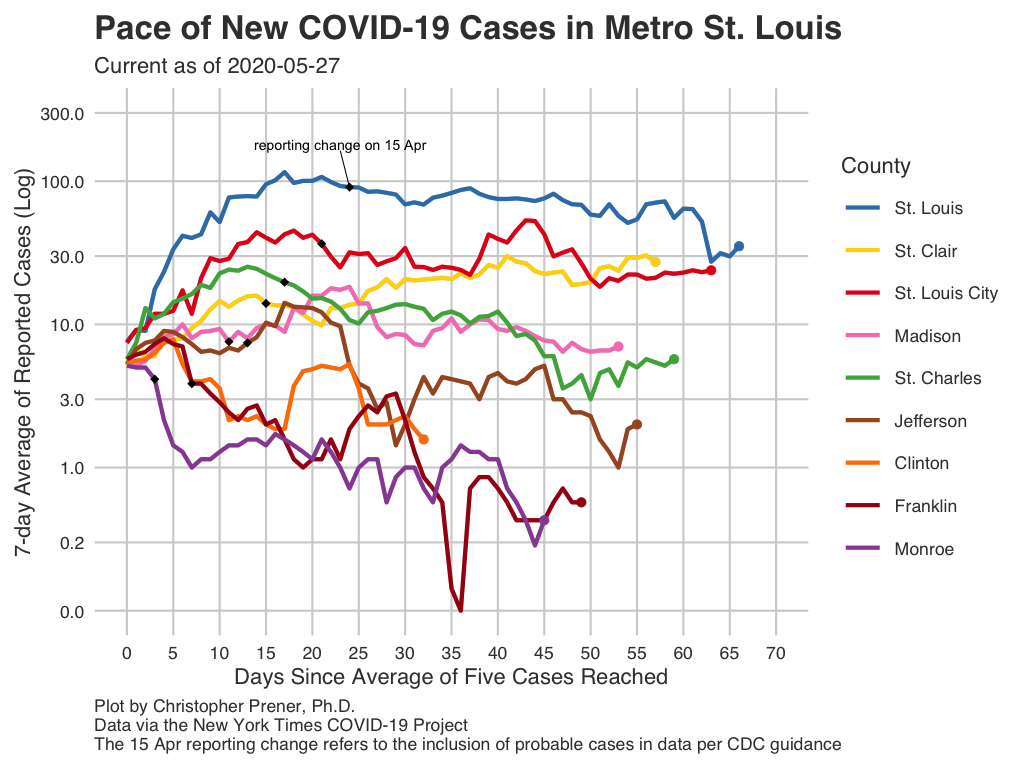 Pace of New COVID-19 Cases in Metro St. Louis
Current as of 2020-05-27
7-day Average of Reported Cases (Log)
300.0
100.0
30.0
10.0
3.0
1.0
0.2
0.0
reporting change on 15 Apr
0 5 10 15 20 25 30 35 40 45 50 55 60 65 70
Days Since Average of Five Cases Reached
County
St. Louis
St. Clair
St. Louis City
Madison
St. Charles
Jefferson
Clinton
Franklin
Monroe
Plot by Christopher Prener, Ph.D.
Data via the New York Times COVID-19 Project
The 15 Apr reporting change refers to the inclusion of probable cases in data per CDC guidance